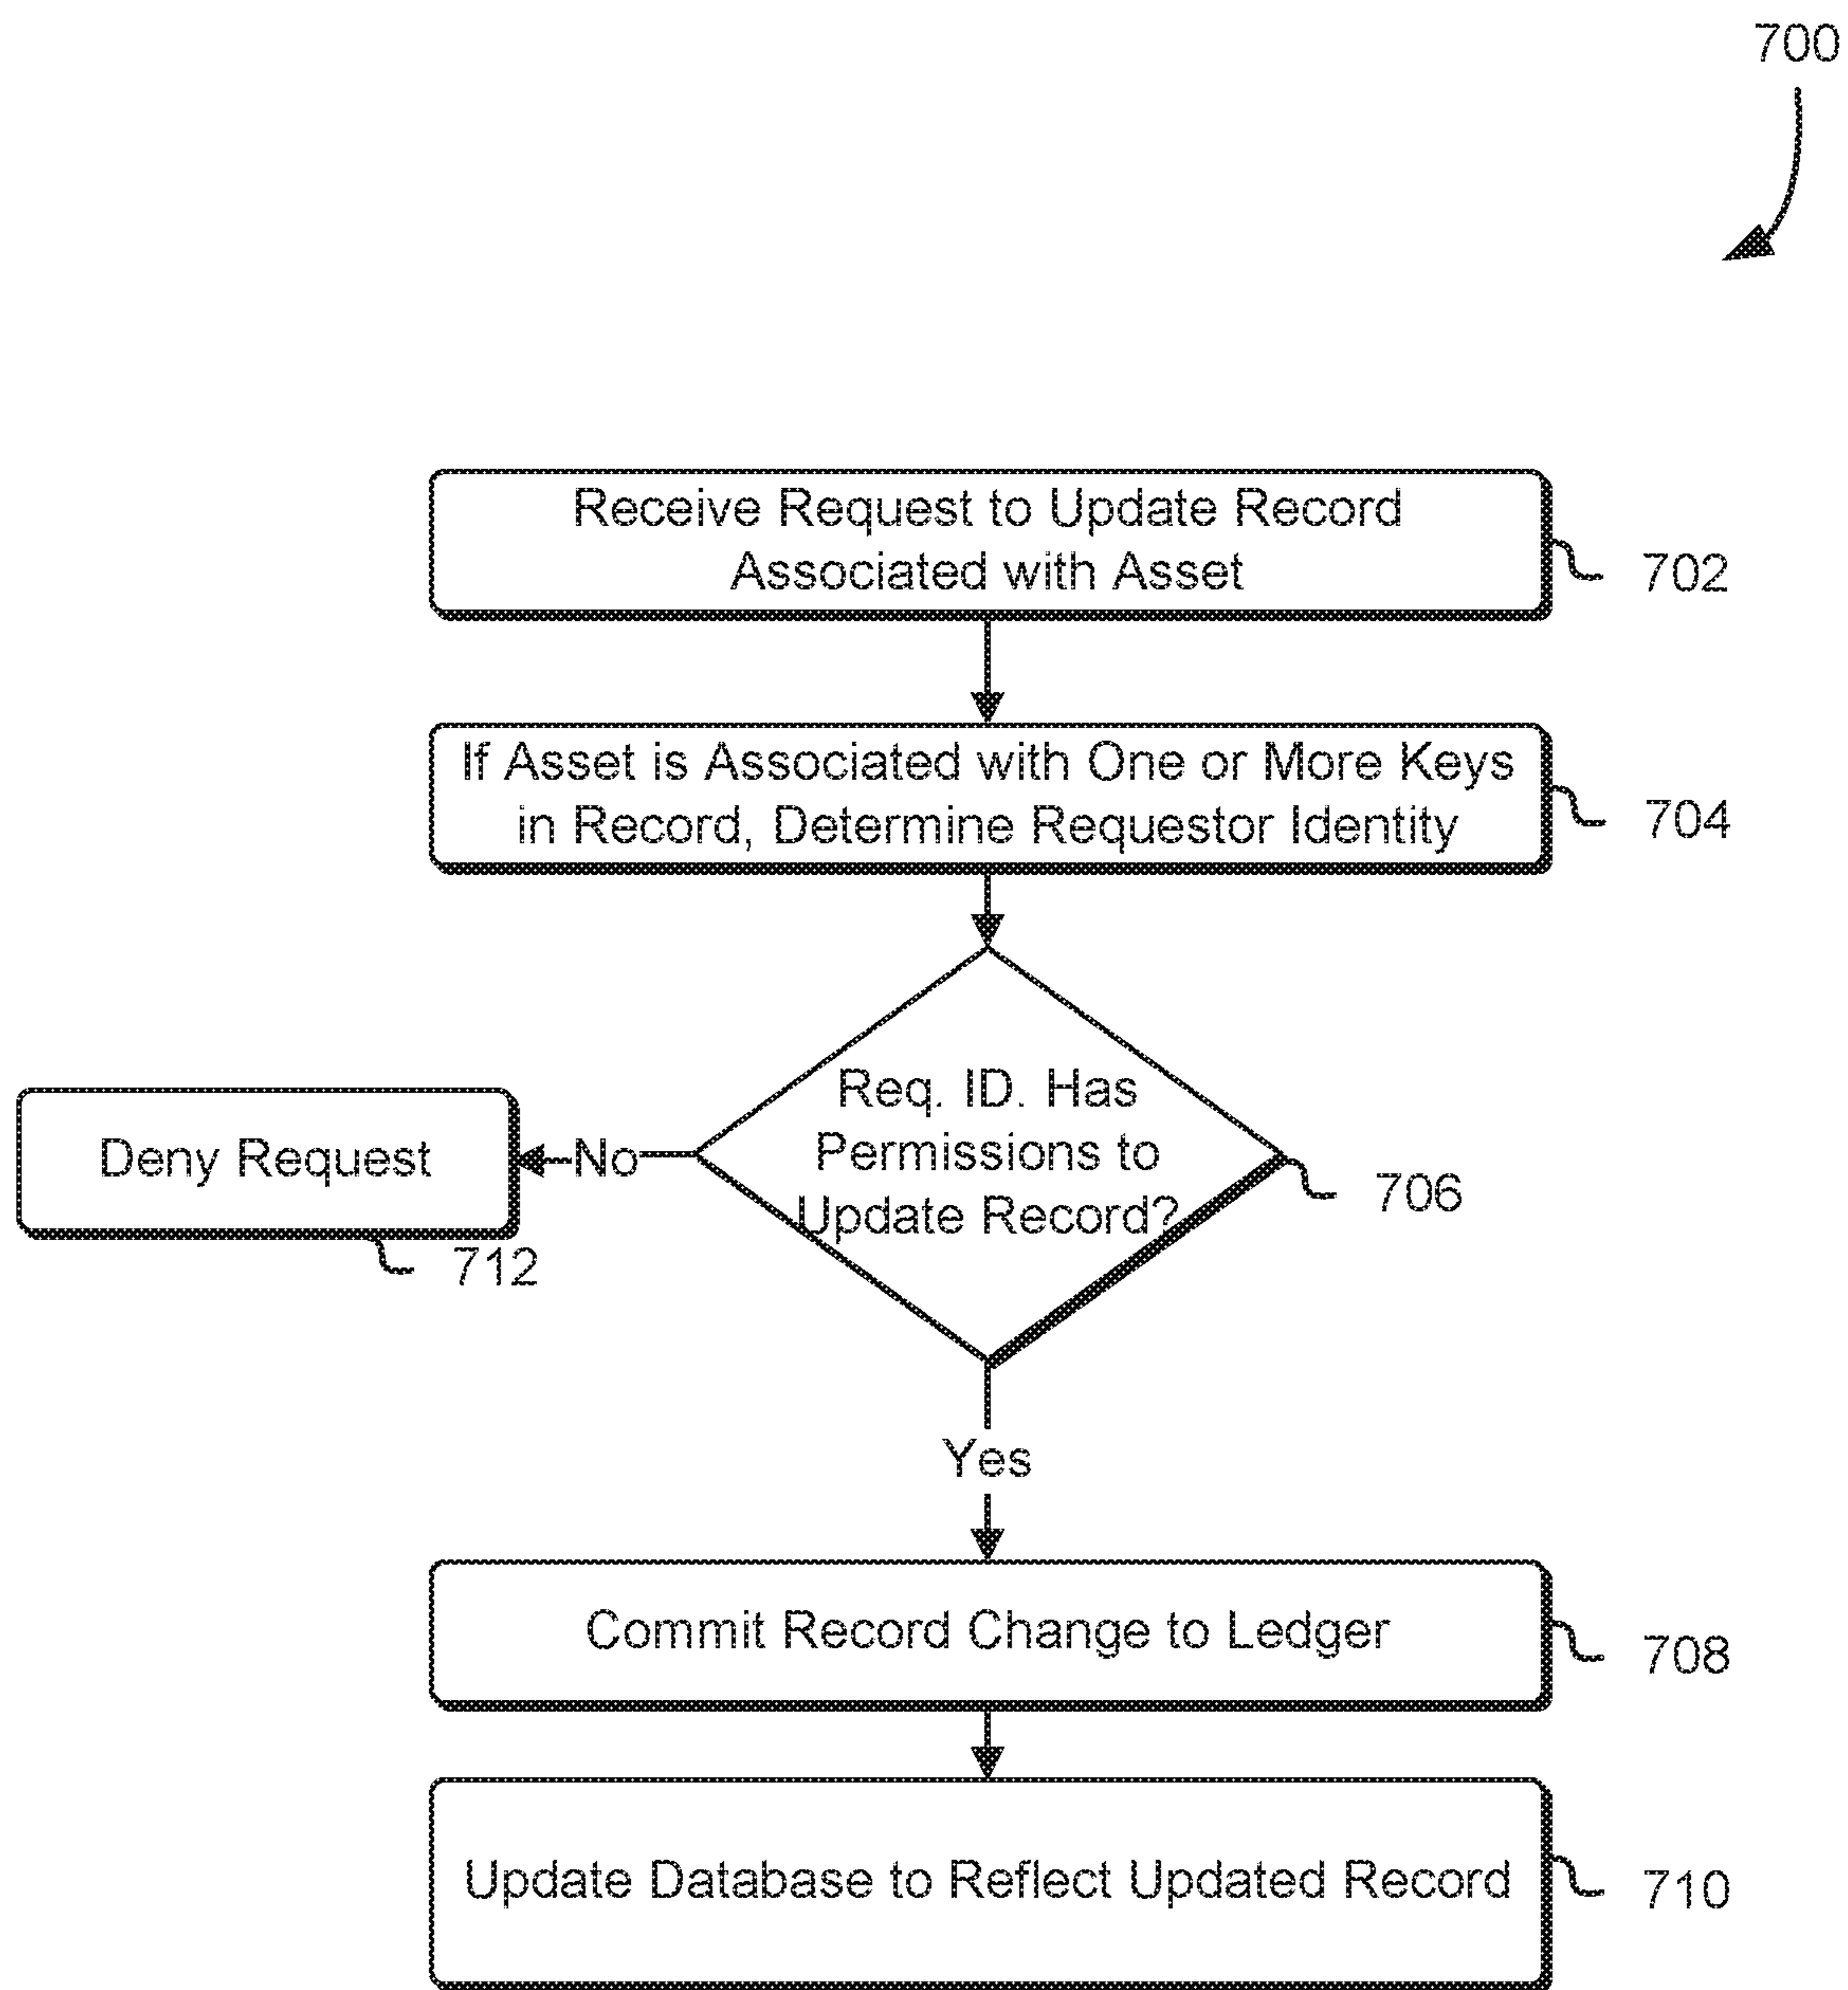 700
Receive Request to Update Record
Associated with Asset
702
If Asset is Associated with One or More Keys
in Record, Determine Requestor Identity
704
Req. ID. Has
Permissions to
Update Record?
706
No
Deny Request
712
Yes
Commit Record Change to Ledger
708
Update Database to Reflect Updated Record
710